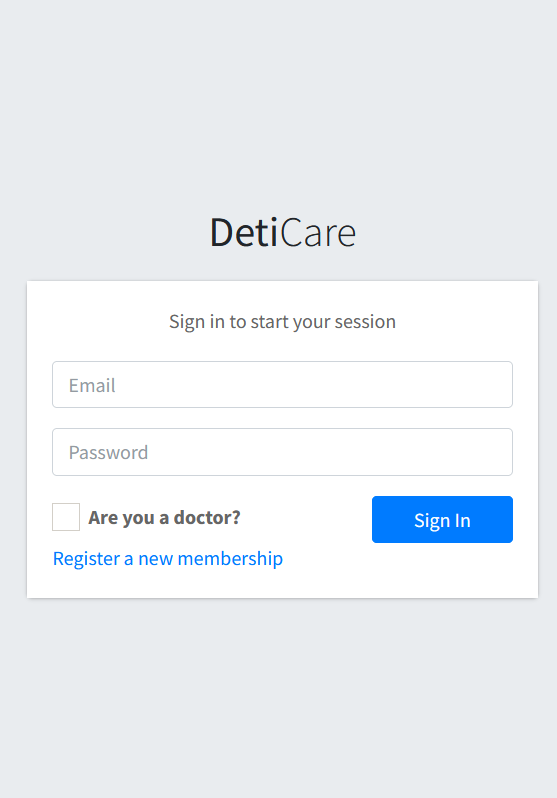 DetiCare
Sign in to start your session
Email
Password
Are you a doctor?
Sign In
Register a new membership